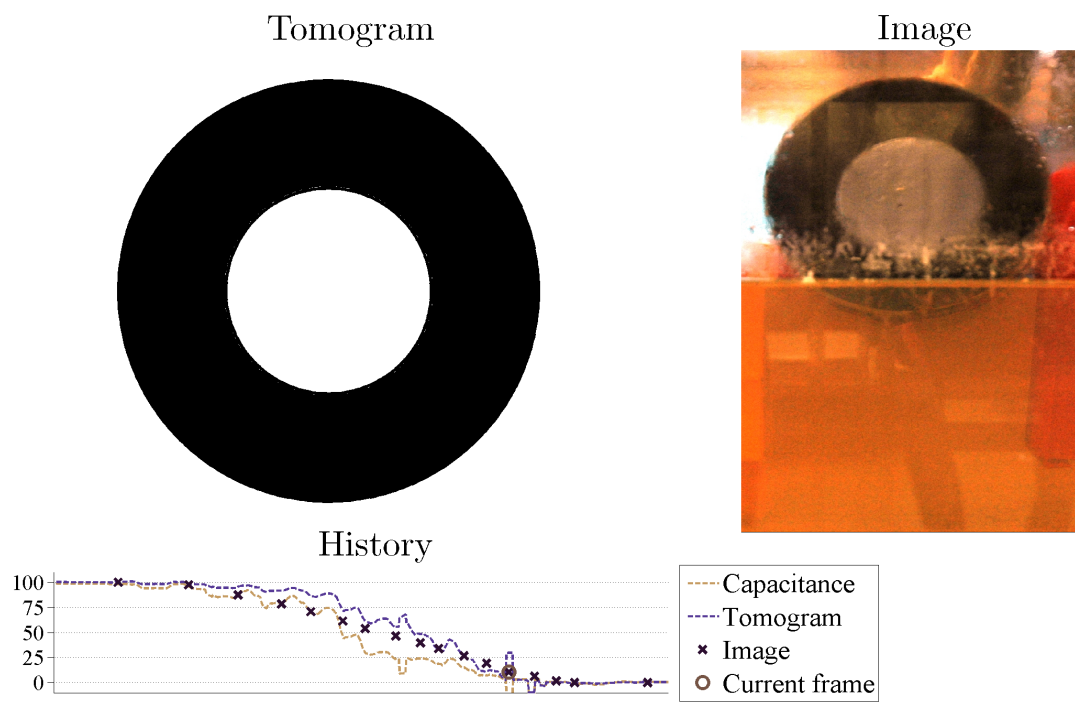 Tomogram
Image
History
100
75
50
25
0
Capacitance
Tomogram
Image
Current frame